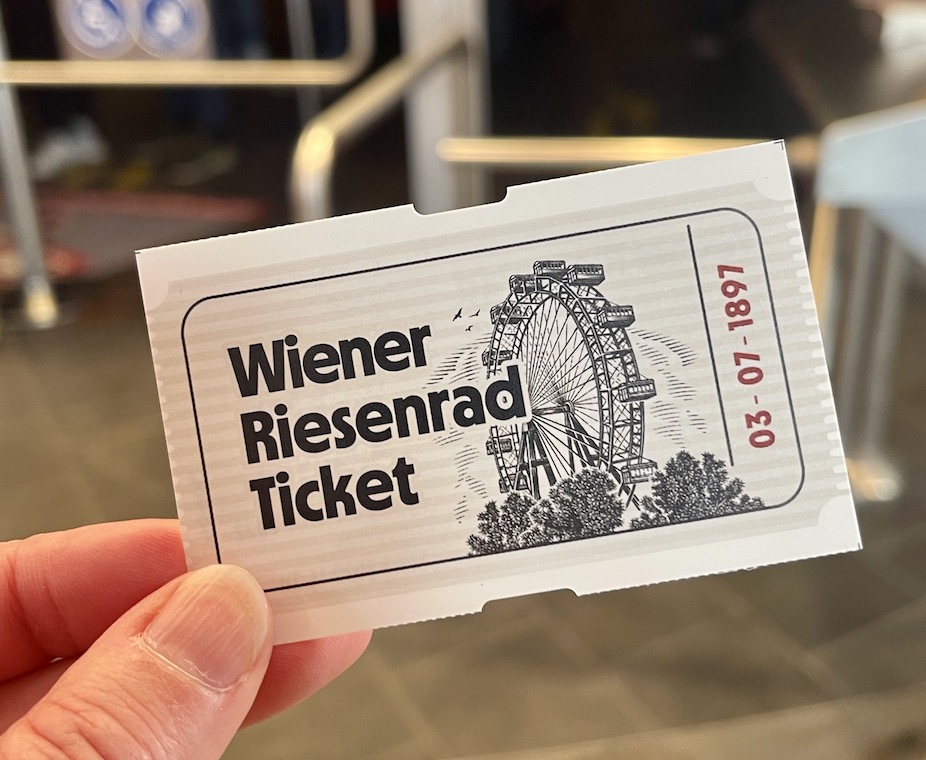 Wiener
Riesenrad
Ticket
03-07-1897